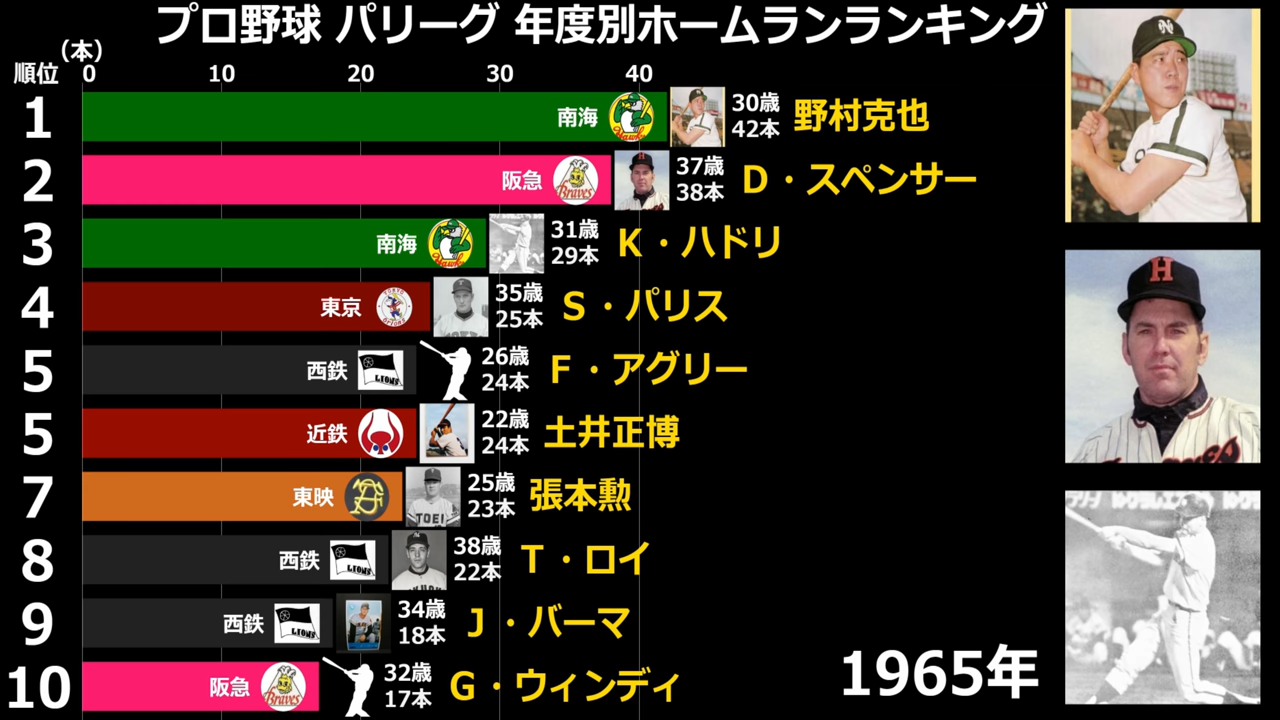 プロ野球 パリーグ 年度別ホームランランキング
（本）
順位 0 10 20 30 40
1 南海 Hawks 30歳 42本 野村克也
2 阪急 Braves 37歳 38本 D・スペンサー
3 南海 Hawks 31歳 29本 K・ハドリ
4 東京 35歳 25本 S・パリス
5 西鉄 LIONS 26歳 24本 F・アグリー
5 近鉄 22歳 24本 土井正博
7 東映 TOEI 25歳 23本 張本勲
8 西鉄 LIONS 38歳 22本 T・ロイ
9 西鉄 LIONS 34歳 18本 J・バーマ
10 阪急 Braves 32歳 17本 G・ウィンディ
1965年
H